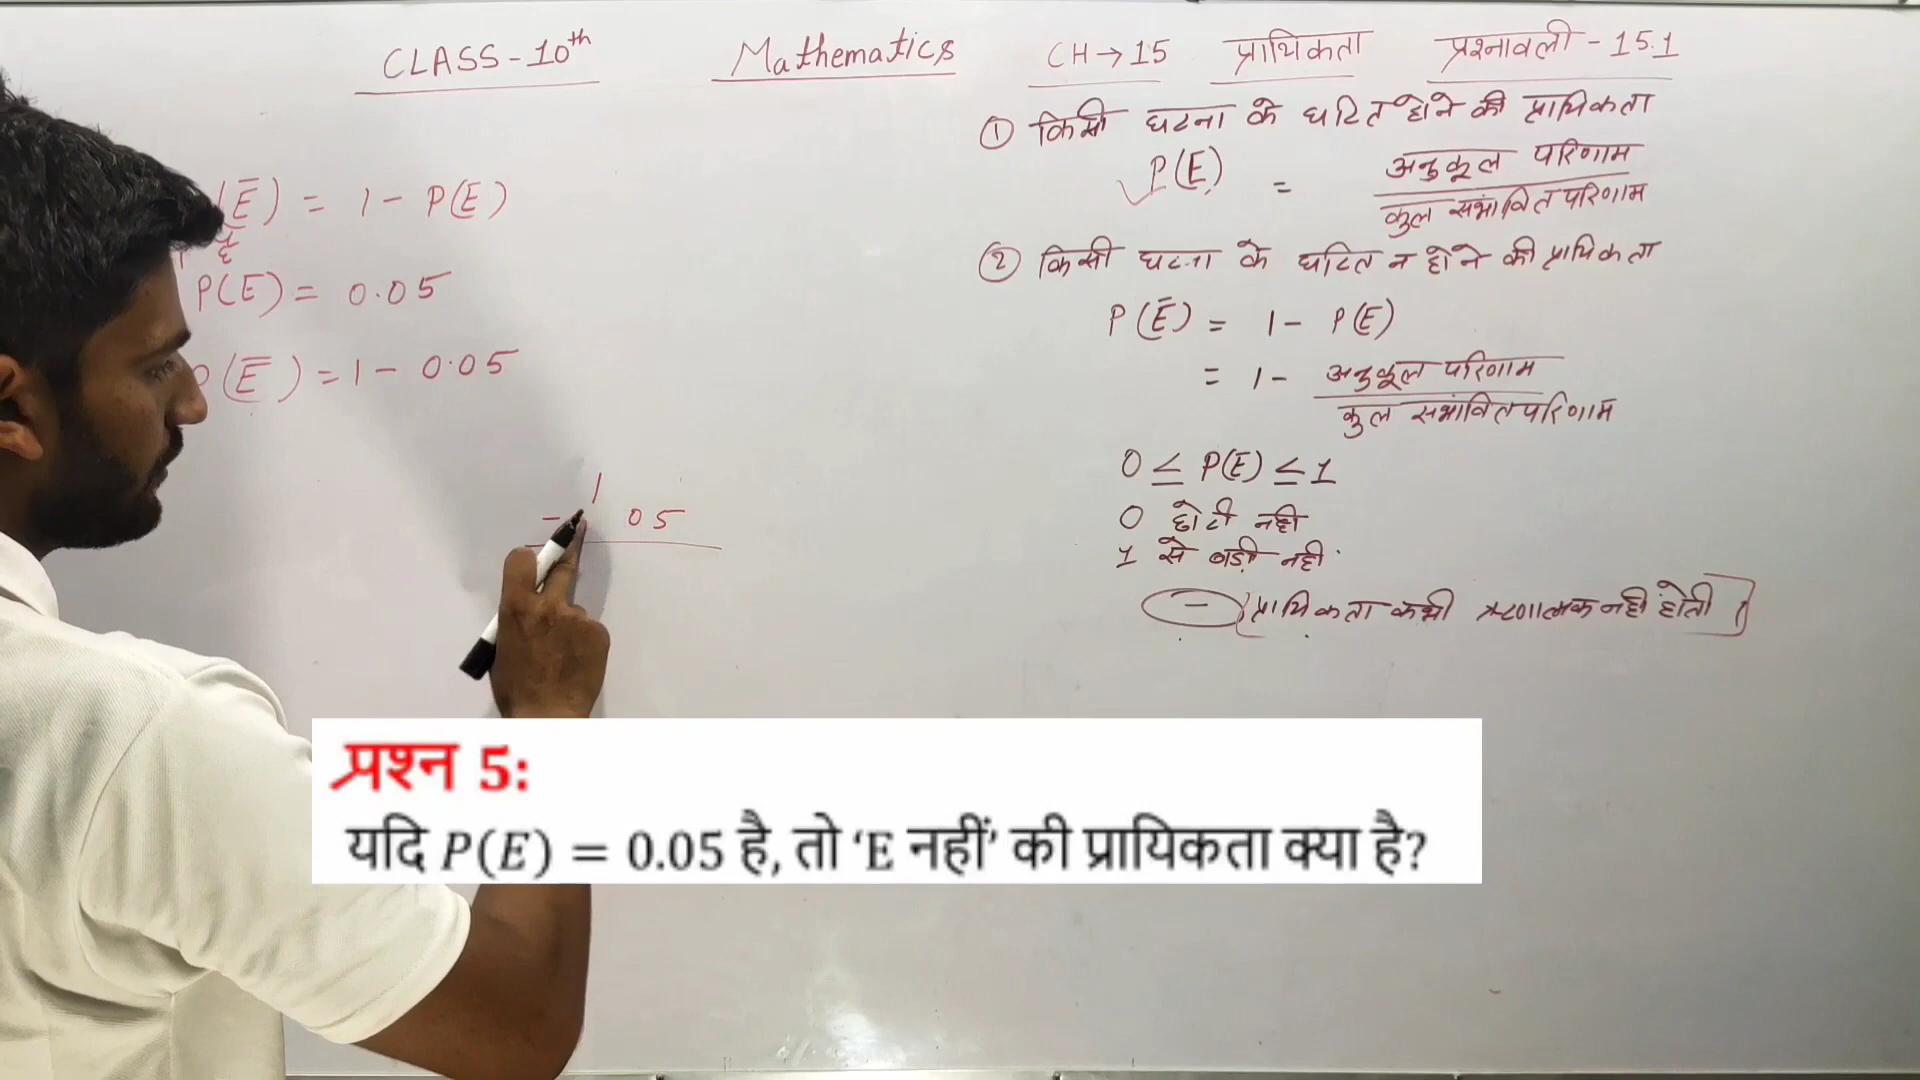 CLASS-10th Mathematics CH→15 प्रायिकता प्रश्नावली-15.1
(Ē) = 1 - P(E)
P(E) = 0.05
P(Ē) = 1 - 0.05
1
- 05
① किसी घटना के घटित होने की प्रायिकता
P(E) = अनुकूल परिणाम
कुल सम्भावित परिणाम
② किसी घटना के घटित न होने की प्रायिकता
P(Ē) = 1 - P(E)
= 1 - अनुकूल परिणाम
कुल सम्भावित परिणाम
0 ≤ P(E) ≤ 1
0 छोटी नही
1 से बड़ी नही
- प्रायिकता कभी ऋणात्मक नही होती
प्रश्न 5:
यदि P(E) = 0.05 है, तो ‘E नहीं’ की प्रायिकता क्या है?